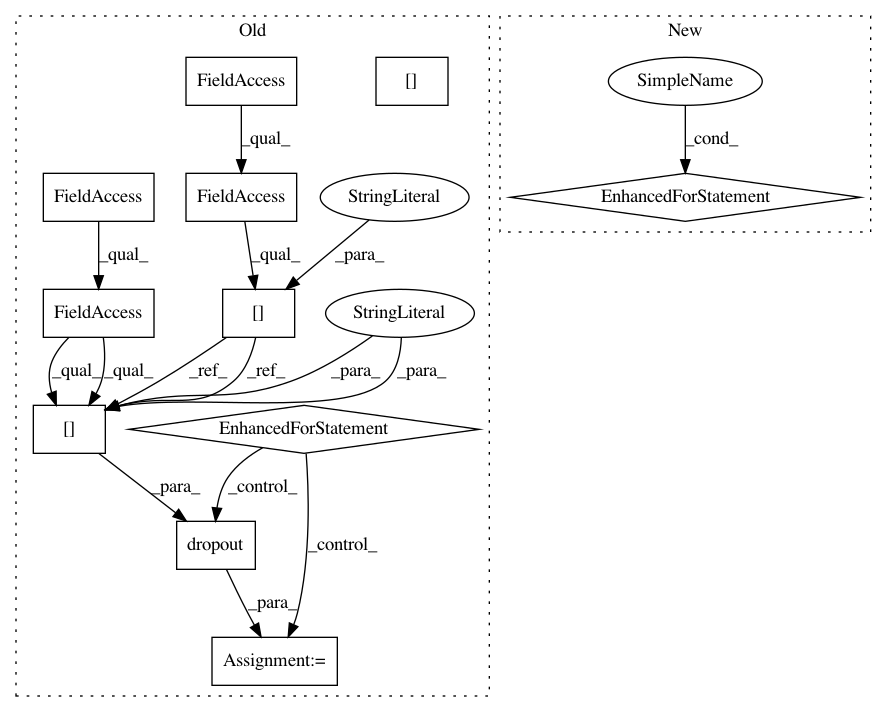 Old
New
FieldAccess
[]
SimpleName
_qual_
_cond_
FieldAccess
FieldAccess
StringLiteral
EnhancedForStatement
_qual_
_qual_
_para_
FieldAccess
[]
StringLiteral
_qual_
_qual_
_ref_
_ref_
_para_
_para_
[]
EnhancedForStatement
_para_
_control_
dropout
_control_
_para_
Assignment:=